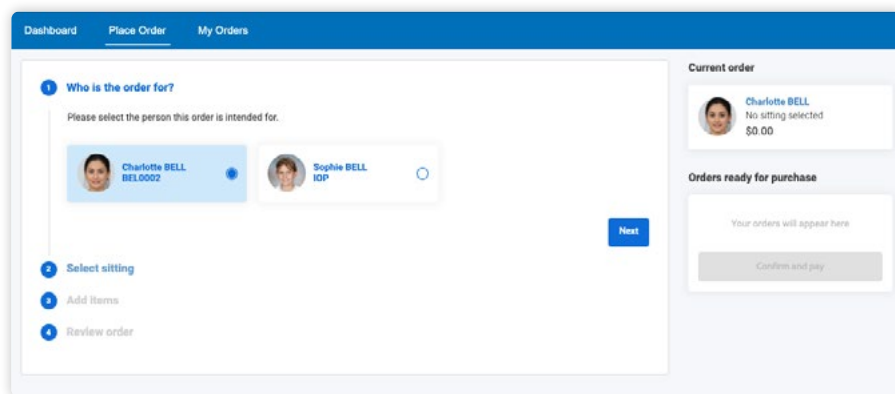 Dashboard Place Order My Orders
1 Who is the order for?
Please select the person this order is intended for.
Charlotte BELL
BEL0002
Sophie BELL
IOP
Next
2 Select sitting
3 Add items
4 Review order
Current order
Charlotte BELL
No sitting selected
$0.00
Orders ready for purchase
Your orders will appear here
Confirm and pay